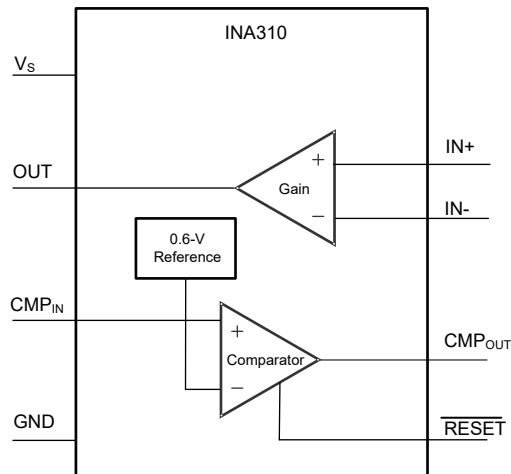 INA310
VS
OUT
IN+
+
Gain
−
IN-
0.6-V
Reference
CMPIN
+
Comparator
−
CMPOUT
GND
RESET